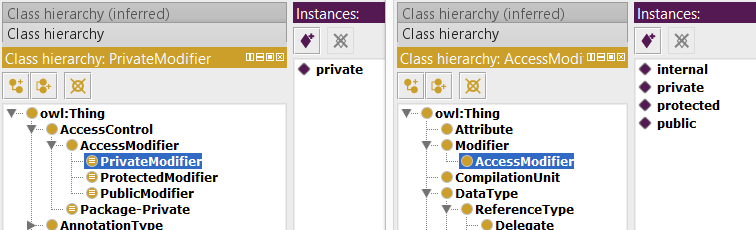 Class hierarchy (inferred)
Class hierarchy
Class hierarchy: PrivateModifier
owl:Thing
AccessControl
AccessModifier
PrivateModifier
ProtectedModifier
PublicModifier
Package-Private
AnnotationType
Instances:
private
Class hierarchy (inferred)
Class hierarchy
Class hierarchy: AccessModi
owl:Thing
Attribute
Modifier
AccessModifier
CompilationUnit
DataType
ReferenceType
Delegate
Instances:
internal
private
protected
public